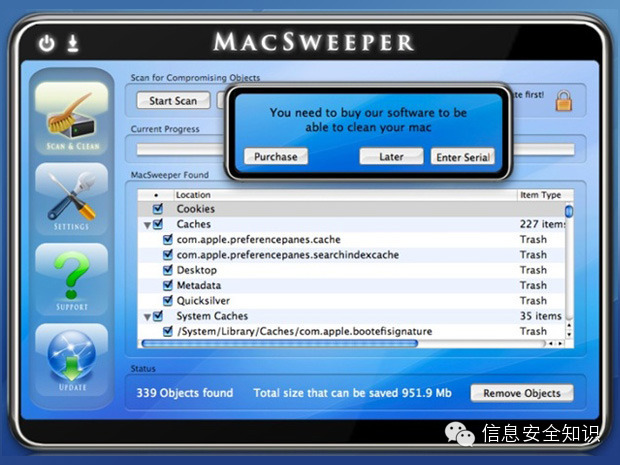 MACSWEEPER
Scan for Compromising Objects
Start Scan
te first!
You need to buy our software to be
able to clean your mac
Purchase
Later
Enter Serial
Current Progress
MacSweeper Found
Location
Item Type
Cookies
Caches
227 items
com.apple.preferencepanes.cache
Trash
com.apple.preferencepanes.searchindexcache
Trash
Desktop
Trash
Metadata
Trash
Quicksilver
Trash
System Caches
35 items
/System/Library/Caches/com.apple.bootefisignature
Trash
SCAN & CLEAN
SETTINGS
SUPPORT
UPDATE
Status
339 Objects found
Total size that can be saved 951.9 Mb
Remove Objects
信息安全知识